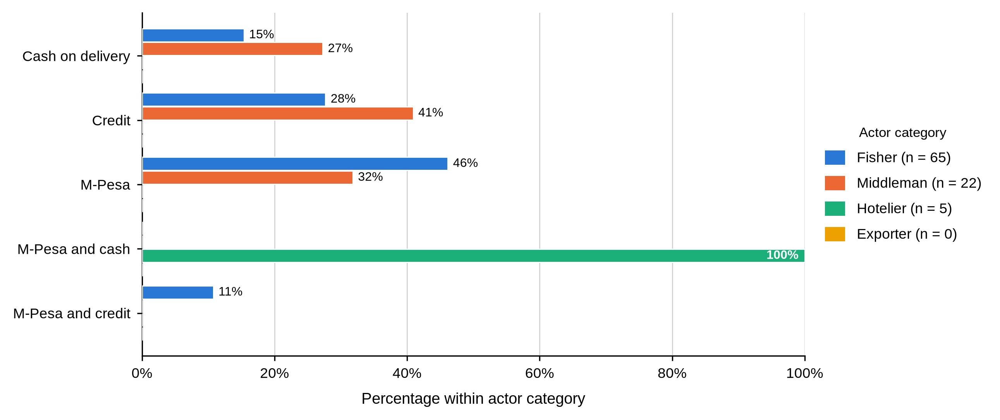 Cash on delivery
15%
27%
Credit
28%
41%
M-Pesa
46%
32%
M-Pesa and cash
100%
M-Pesa and credit
11%
0% 20% 40% 60% 80% 100%
Percentage within actor category
Actor category
Fisher (n = 65)
Middleman (n = 22)
Hotelier (n = 5)
Exporter (n = 0)